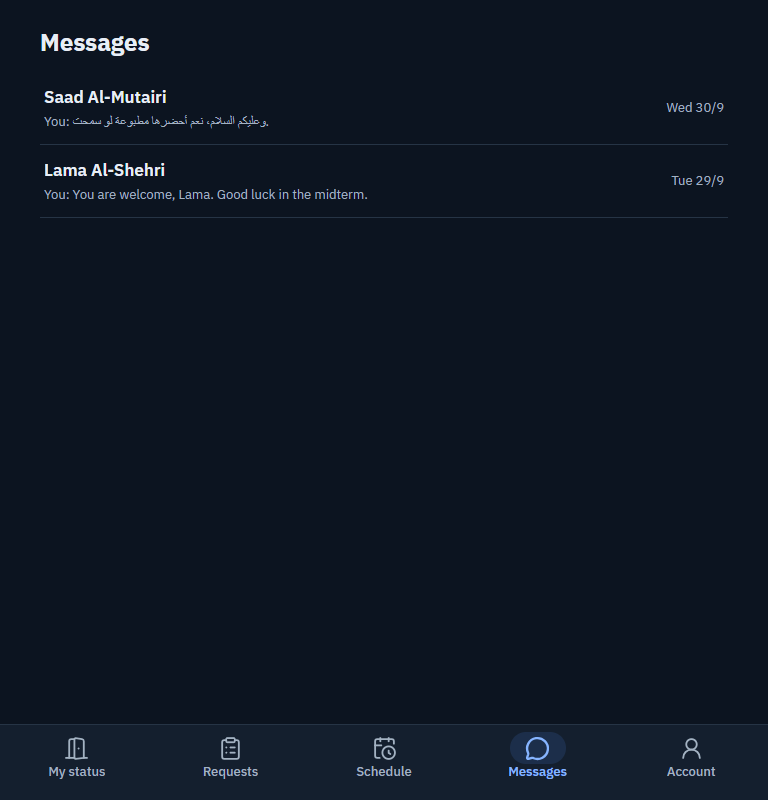 Messages
Saad Al-Mutairi
Wed 30/9
You: وعليكم السلام، نعم أحضرها مطبوعة لو سمحت.
Lama Al-Shehri
Tue 29/9
You: You are welcome, Lama. Good luck in the midterm.
My status
Requests
Schedule
Messages
Account